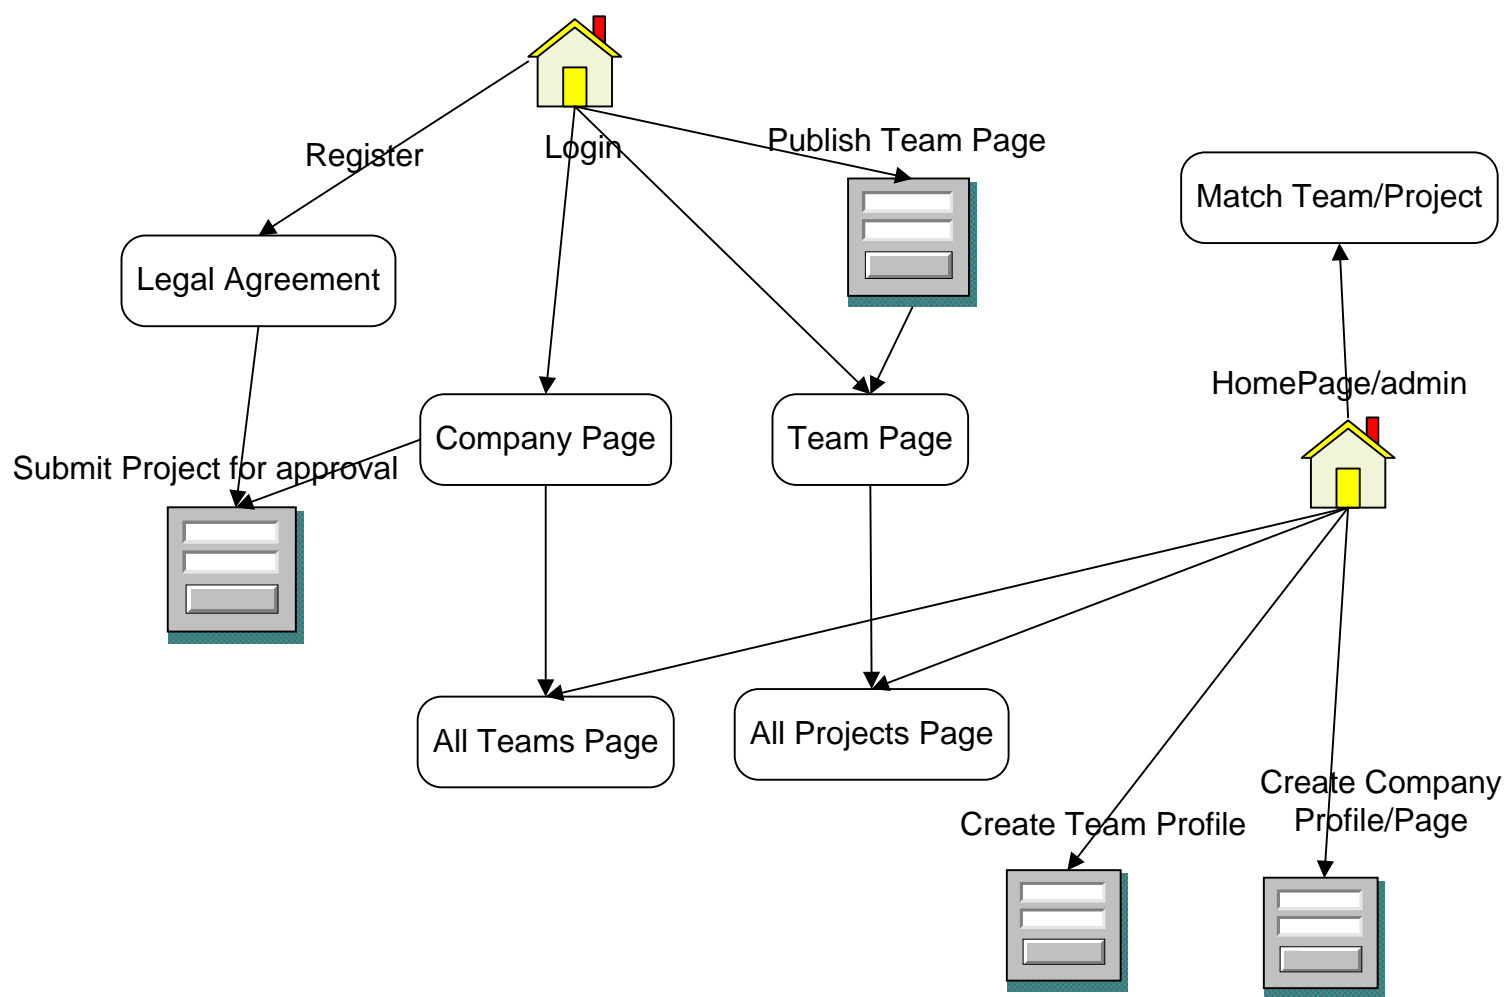 Register
Login
Publish Team Page
Match Team/Project
Legal Agreement
HomePage/admin
Company Page
Team Page
Submit Project for approval
All Teams Page
All Projects Page
Create Company
Profile/Page
Create Team Profile